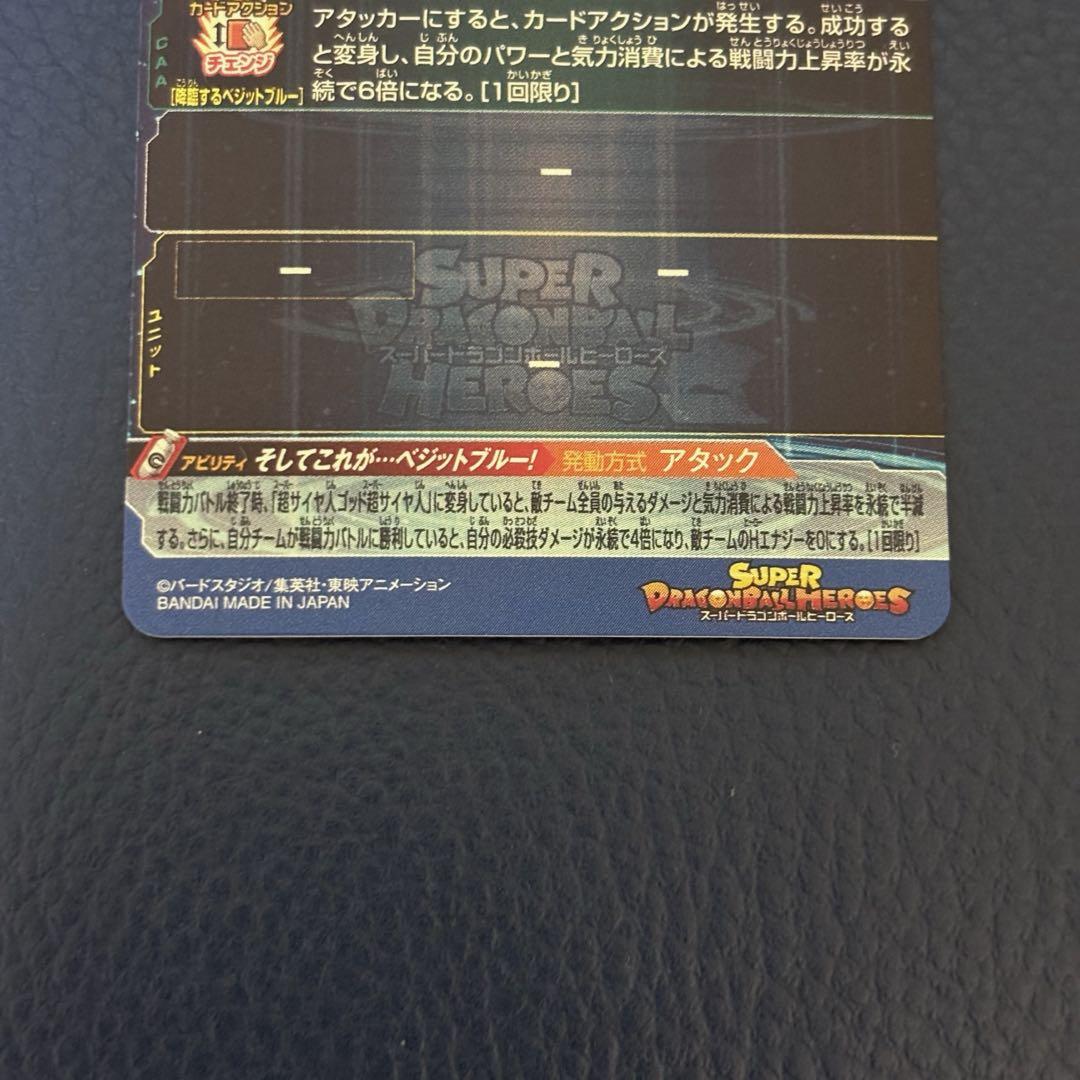 カードアクション
チェンジ
[降臨するベジットブルー]
CAA
アタッカーにすると、カードアクションが発生する。成功する
と変身し、自分のパワーと気力消費による戦闘力上昇率が永
続で6倍になる。[1回限り]
ー
ー
ー
ユニット
SUPER
DRAGONBALL
スーパードラゴンボールヒーローズ
ー
HEROES
アビリティ そしてこれが…ベジットブルー! 発動方式 アタック
戦闘力バトル終了時、「超サイヤ人ゴッド超サイヤ人」に変身していると、敵チーム全員の与えるダメージと気力消費による戦闘力上昇率を永続で半減
する。さらに、自分チームが戦闘力バトルに勝利していると、自分の必殺技ダメージが永続で4倍になり、敵チームのHエナジーを0にする。[1回限り]
©バードスタジオ/集英社・東映アニメーション
BANDAI MADE IN JAPAN
SUPER
DRAGONBALL HEROES
スーパードラゴンボールヒーローズ